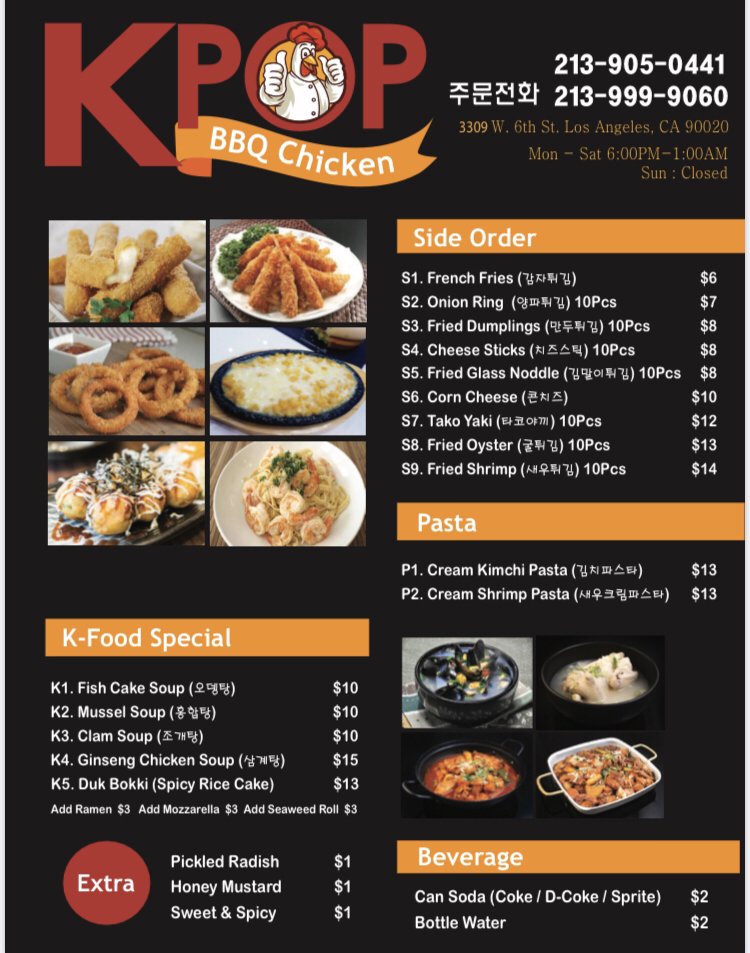 KPOP
BBQ Chicken
213-905-0441
주문전화 213-999-9060
3309 W. 6th St. Los Angeles, CA 90020
Mon - Sat 6:00PM-1:00AM
Sun : Closed
Side Order
S1. French Fries (감자튀김) $6
S2. Onion Ring (양파튀김) 10Pcs $7
S3. Fried Dumplings (만두튀김) 10Pcs $8
S4. Cheese Sticks (치즈스틱) 10Pcs $8
S5. Fried Glass Noddle (김말이튀김) 10Pcs $8
S6. Corn Cheese (콘치즈) $10
S7. Tako Yaki (타코야끼) 10Pcs $12
S8. Fried Oyster (굴튀김) 10Pcs $13
S9. Fried Shrimp (새우튀김) 10Pcs $14
Pasta
P1. Cream Kimchi Pasta (김치파스타) $13
P2. Cream Shrimp Pasta (새우크림파스타) $13
K-Food Special
K1. Fish Cake Soup (오뎅탕) $10
K2. Mussel Soup (홍합탕) $10
K3. Clam Soup (조개탕) $10
K4. Ginseng Chicken Soup (삼계탕) $15
K5. Duk Bokki (Spicy Rice Cake) $13
Add Ramen $3 Add Mozzarella $3 Add Seaweed Roll $3
Extra
Pickled Radish $1
Honey Mustard $1
Sweet & Spicy $1
Beverage
Can Soda (Coke / D-Coke / Sprite) $2
Bottle Water $2